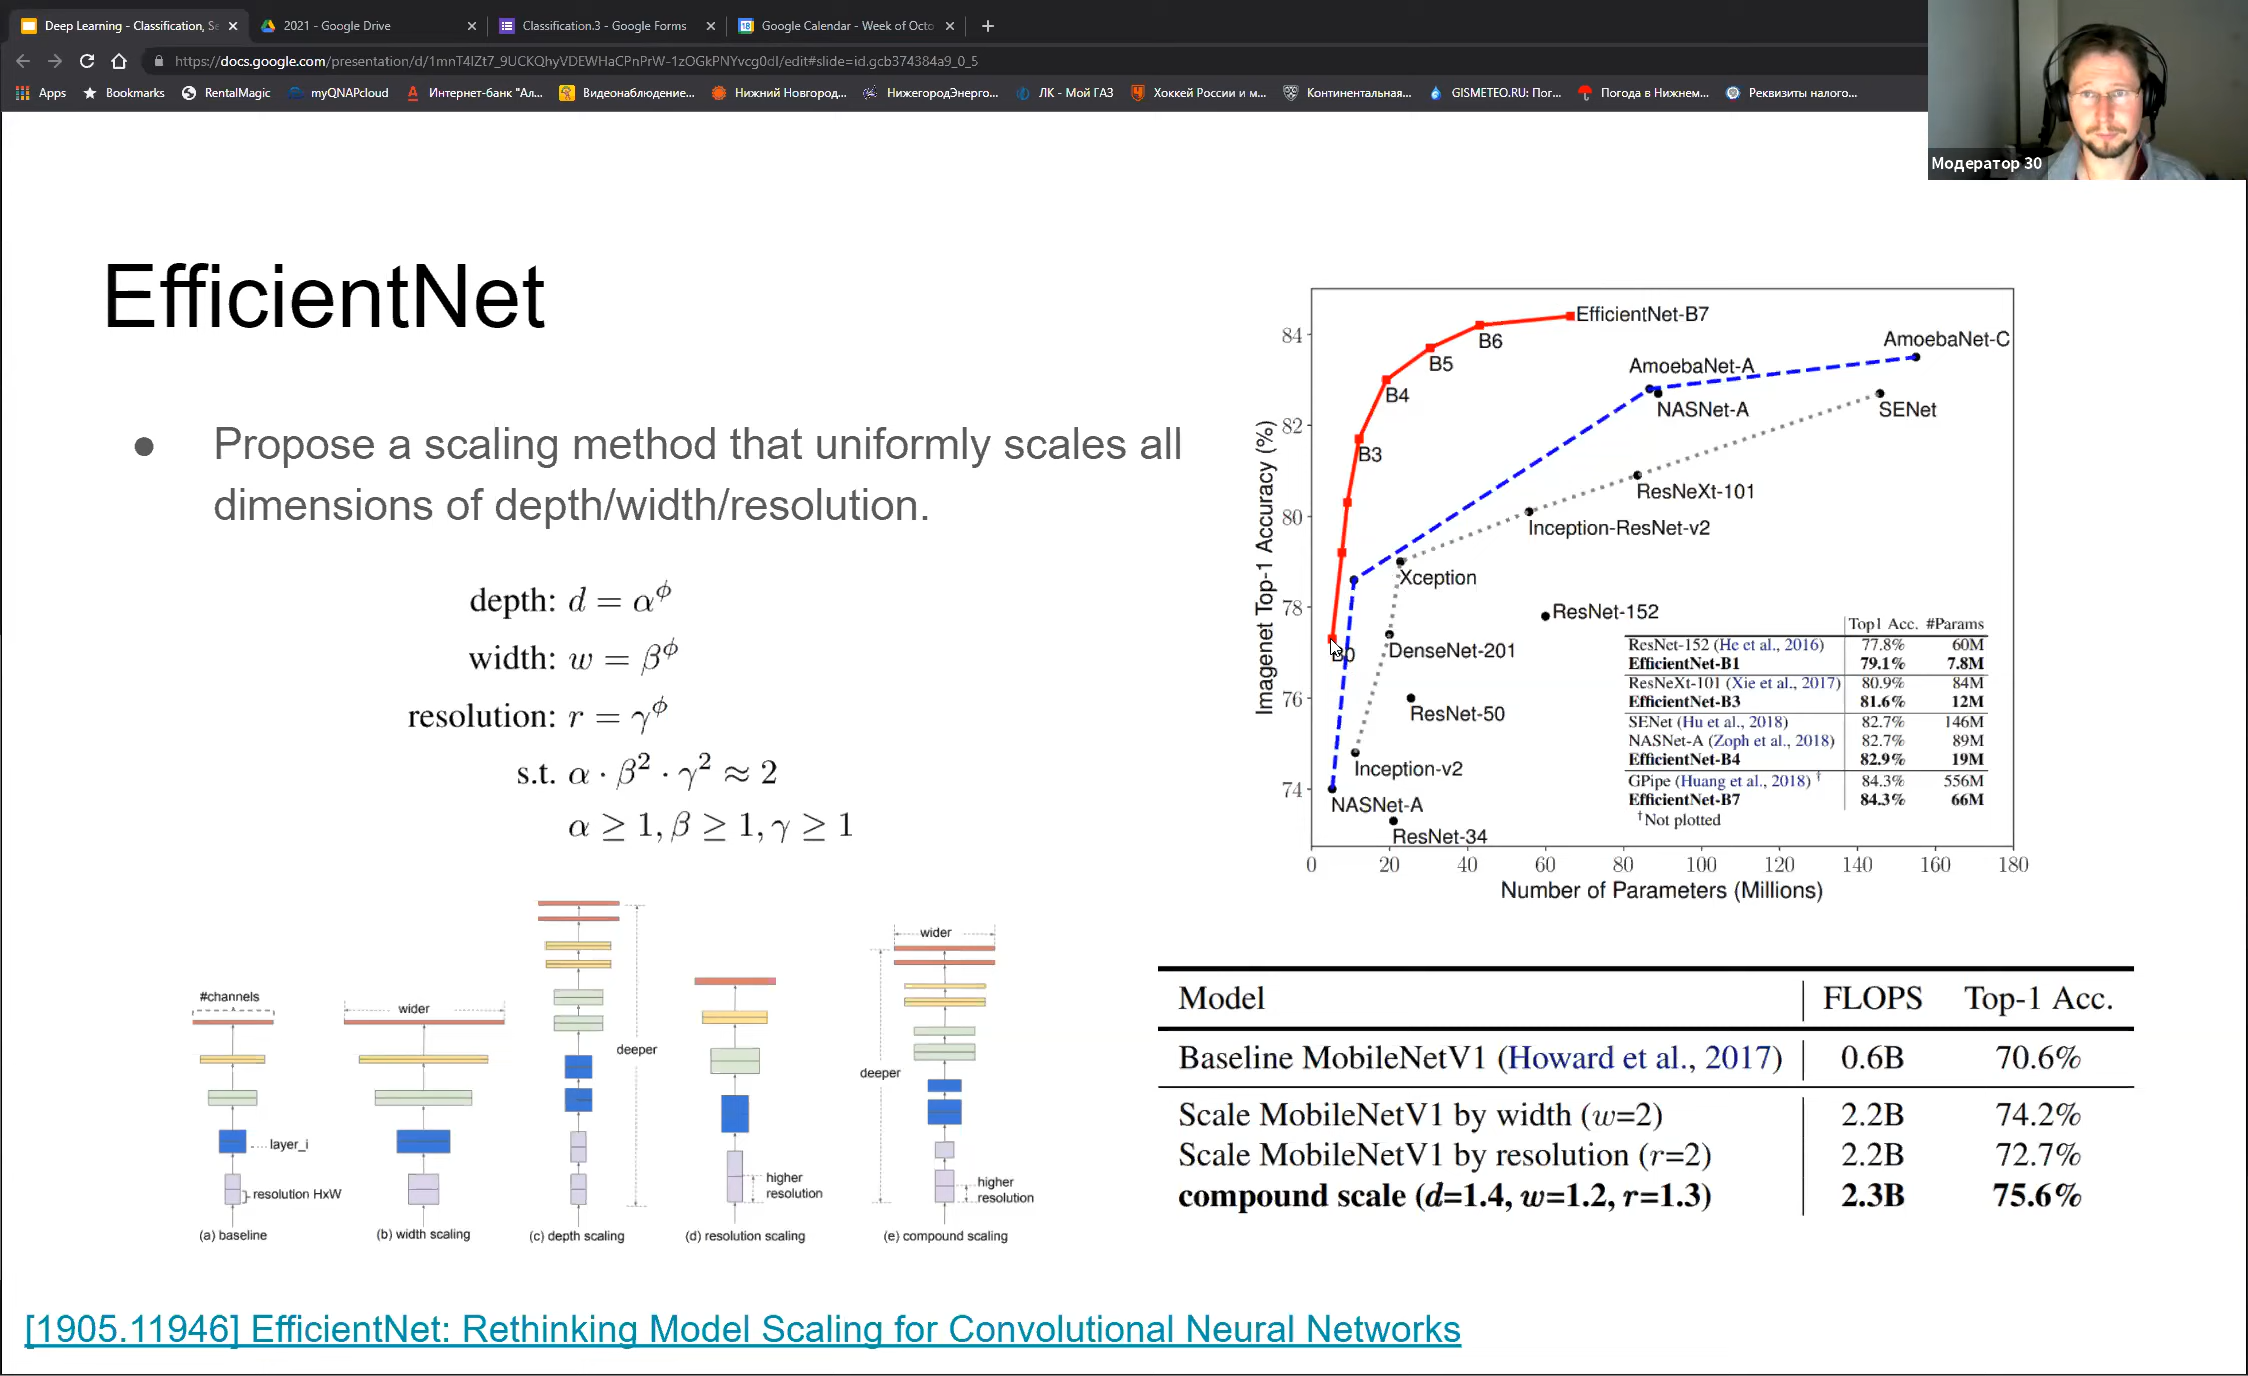 Deep Learning - Classification, Se
2021 - Google Drive
Classification.3 - Google Forms
Google Calendar - Week of Octo
https://docs.google.com/presentation/d/1mnT4lZt7_9UCKQhyVDEWHaCPnPrW-1zOGkPNYvcg0dI/edit#slide=id.gcb374384a9_0_5
Apps Bookmarks RentalMagic myQNAPcloud Интернет-банк "Ал... Видеонаблюдение... Нижний Новгород... НижегородЭнерго... ЛК - Мой ГАЗ Хоккей России и м... Континентальная... GISMETEO.RU: Пог... Погода в Нижнем... Реквизиты налого...
Модератор 30
EfficientNet
● Propose a scaling method that uniformly scales all
dimensions of depth/width/resolution.
depth: d = α^ϕ
width: w = β^ϕ
resolution: r = γ^ϕ
s.t. α · β² · γ² ≈ 2
α ≥ 1, β ≥ 1, γ ≥ 1
Imagenet Top-1 Accuracy (%)
84
82
80
78
76
74
EfficientNet-B7
B6
B5
B4
B3
B0
AmoebaNet-C
AmoebaNet-A
NASNet-A
SENet
ResNeXt-101
Inception-ResNet-v2
Xception
ResNet-152
DenseNet-201
ResNet-50
Inception-v2
NASNet-A
ResNet-34
Top1 Acc. #Params
ResNet-152 (He et al., 2016) 77.8% 60M
EfficientNet-B1 79.1% 7.8M
ResNeXt-101 (Xie et al., 2017) 80.9% 84M
EfficientNet-B3 81.6% 12M
SENet (Hu et al., 2018) 82.7% 146M
NASNet-A (Zoph et al., 2018) 82.7% 89M
EfficientNet-B4 82.9% 19M
GPipe (Huang et al., 2018) † 84.3% 556M
EfficientNet-B7 84.3% 66M
†Not plotted
0 20 40 60 80 100 120 140 160 180
Number of Parameters (Millions)
#channels
layer_i
resolution HxW
(a) baseline
wider
(b) width scaling
deeper
(c) depth scaling
higher
resolution
(d) resolution scaling
wider
deeper
higher
resolution
(e) compound scaling
Model FLOPS Top-1 Acc.
Baseline MobileNetV1 (Howard et al., 2017) 0.6B 70.6%
Scale MobileNetV1 by width (w=2) 2.2B 74.2%
Scale MobileNetV1 by resolution (r=2) 2.2B 72.7%
compound scale (d=1.4, w=1.2, r=1.3) 2.3B 75.6%
[1905.11946] EfficientNet: Rethinking Model Scaling for Convolutional Neural Networks